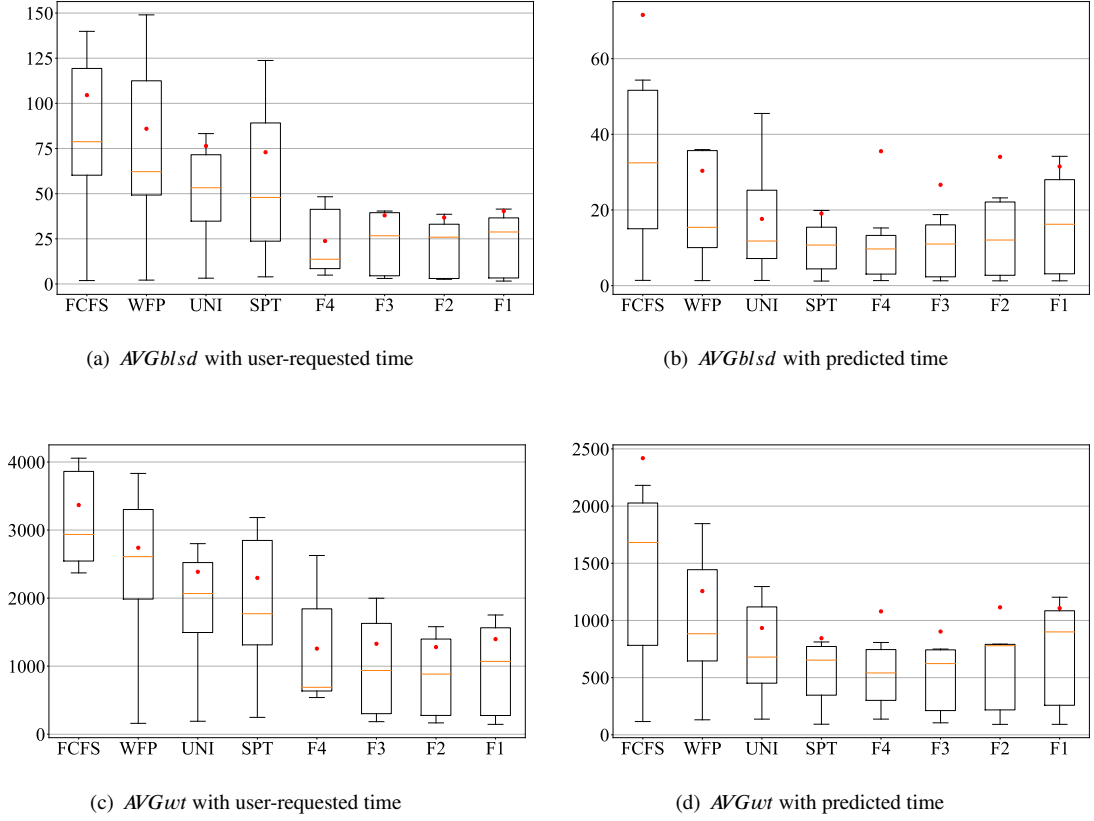 150
125
100
75
50
25
0
FCFS WFP UNI SPT F4 F3 F2 F1
(a) AVGblsd with user-requested time
60
40
20
0
FCFS WFP UNI SPT F4 F3 F2 F1
(b) AVGblsd with predicted time
4000
3000
2000
1000
0
FCFS WFP UNI SPT F4 F3 F2 F1
(c) AVGwt with user-requested time
2500
2000
1500
1000
500
0
FCFS WFP UNI SPT F4 F3 F2 F1
(d) AVGwt with predicted time